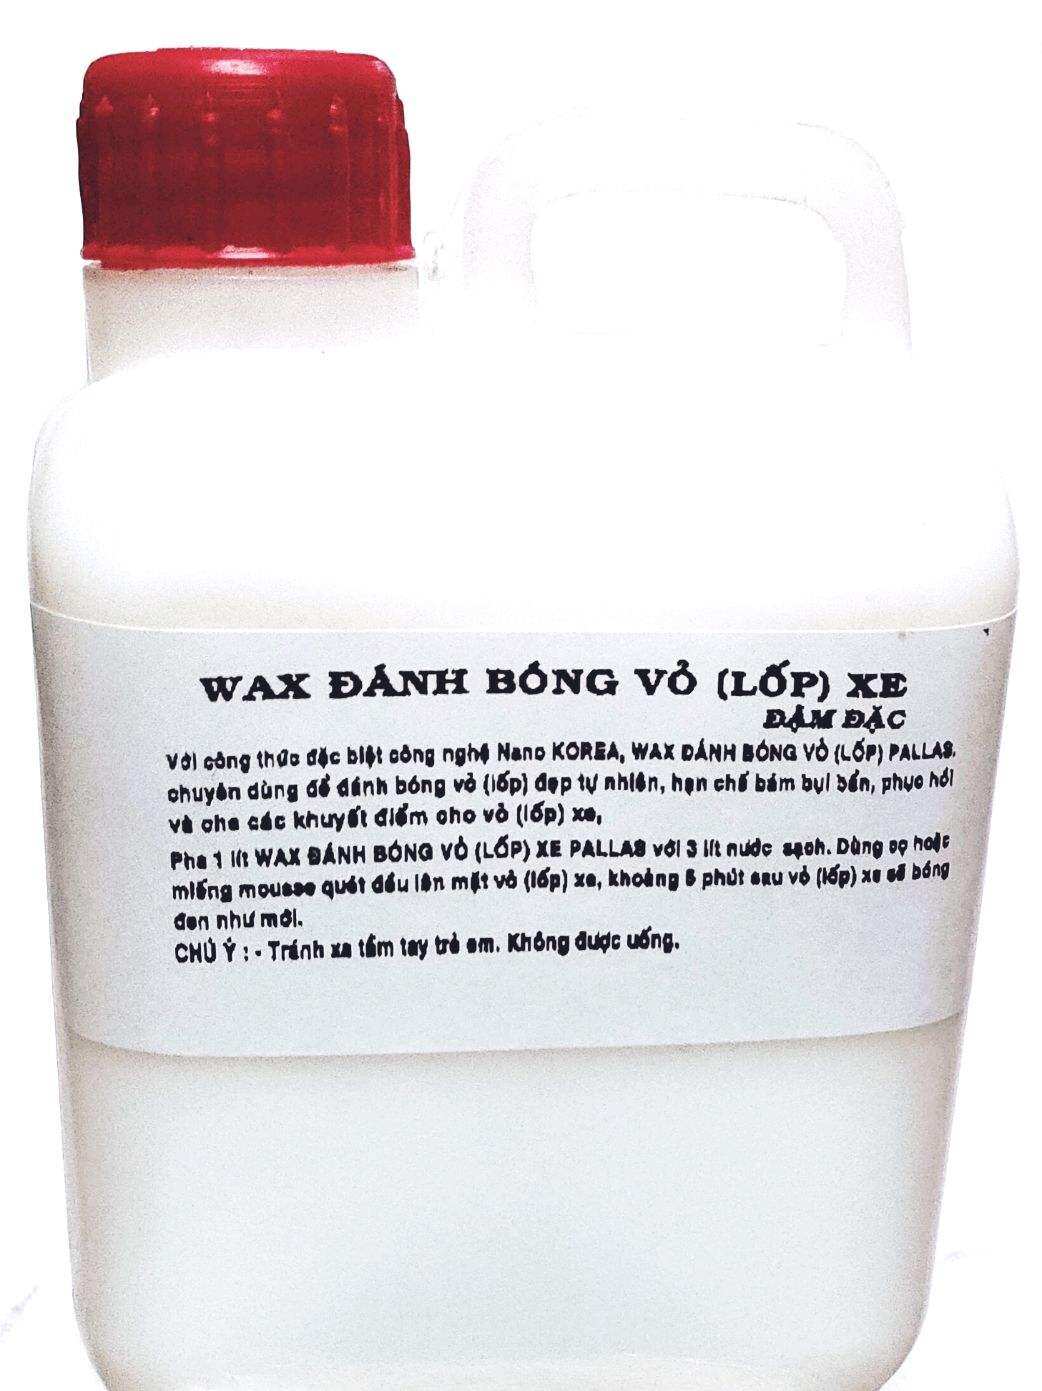 WAX ĐÁNH BÓNG VỎ (LỐP) XE
ĐẬM ĐẶC
Với công thức đặc biệt công nghệ Nano KOREA, WAX ĐÁNH BÓNG VỎ (LỐP) PALLAS,
chuyên dùng để đánh bóng vỏ (lốp) đẹp tự nhiên, hạn chế bám bụi bẩn, phục hồi
và che các khuyết điểm cho vỏ (lốp) xe,
Pha 1 lít WAX ĐÁNH BÓNG VỎ (LỐP) XE PALLAS với 3 lít nước sạch. Dùng cọ hoặc
miếng mousse quét đều lên mặt vỏ (lốp) xe, khoảng 5 phút sau vỏ (lốp) xe sẽ bóng
đen như mới.
CHÚ Ý : - Tránh xa tầm tay trẻ em. Không được uống.